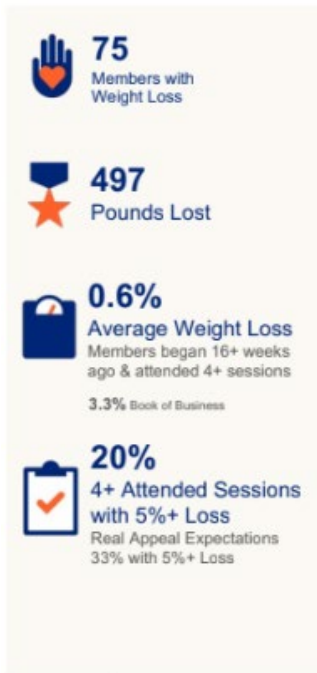 75
Members with
Weight Loss
497
Pounds Lost
0.6%
Average Weight Loss
Members began 16+ weeks
ago & attended 4+ sessions
3.3% Book of Business
20%
4+ Attended Sessions
with 5%+ Loss
Real Appeal Expectations
33% with 5%+ Loss